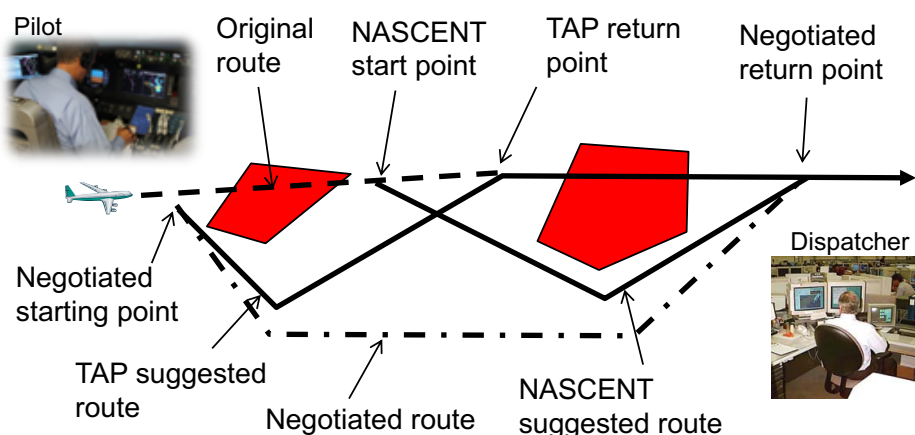 Pilot
Original
route
NASCENT
start point
TAP return
point
Negotiated
return point
Dispatcher
Negotiated
starting point
TAP suggested
route
Negotiated route
NASCENT
suggested route